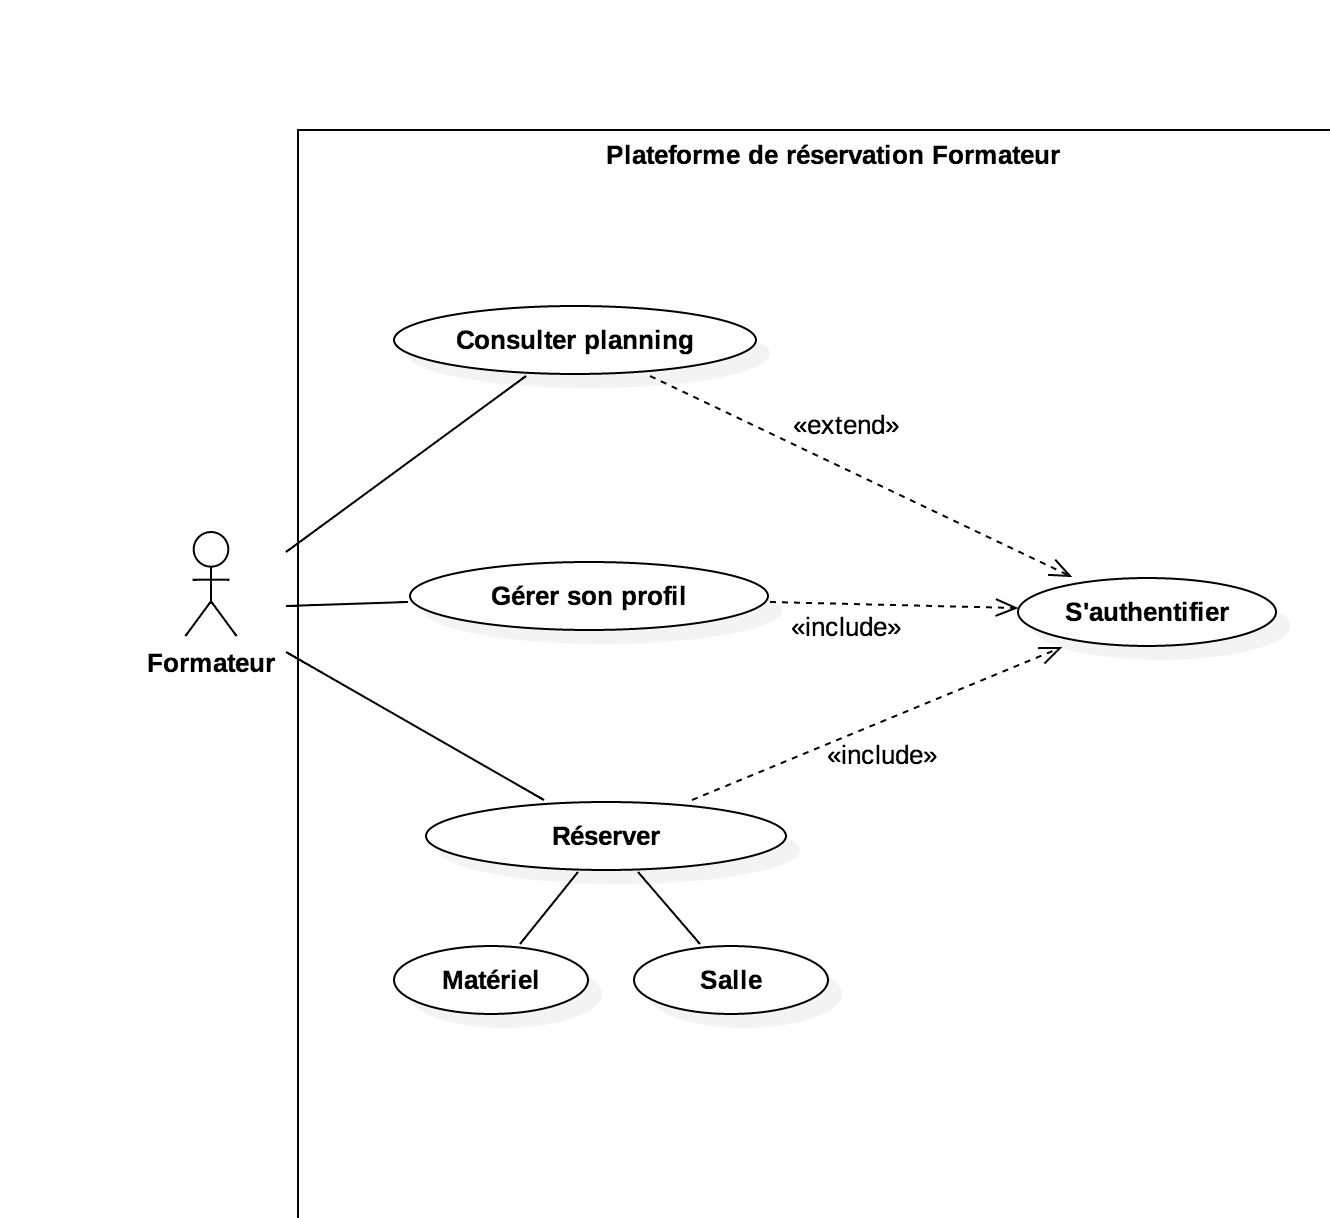 Plateforme de réservation Formateur
Consulter planning
«extend»
Gérer son profil
«include»
S'authentifier
Formateur
«include»
Réserver
Matériel
Salle